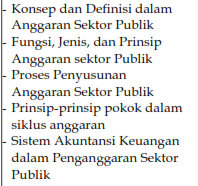 - Konsep dan Definisi dalam
Anggaran Sektor Publik
- Fungsi, Jenis, dan Prinsip
Anggaran sektor Publik
- Proses Penyusunan
Anggaran Sektor Publik
- Prinsip-prinsip pokok dalam
siklus anggaran
- Sistem Akuntansi Keuangan
dalam Penganggaran Sektor
Publik